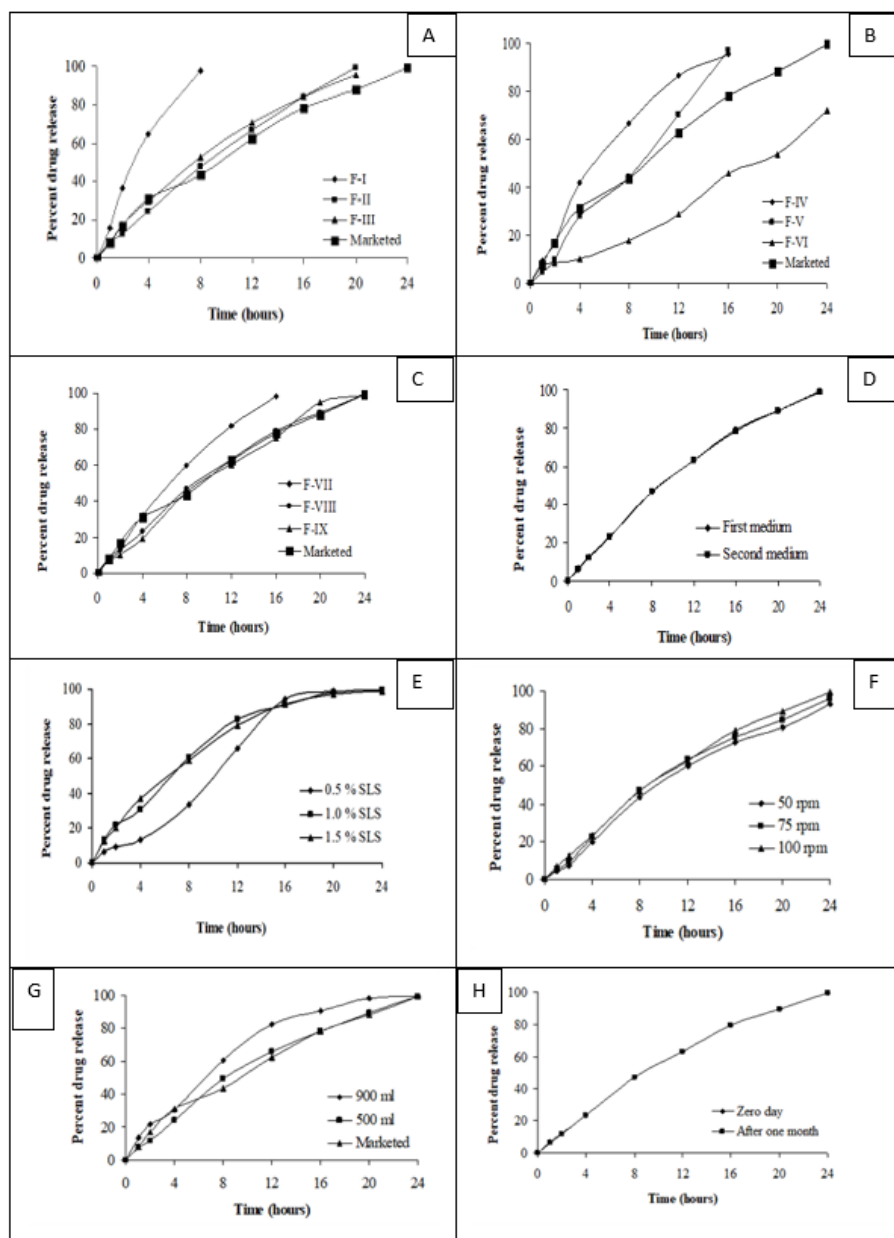 A
Percent drug release
100
80
60
40
20
0
F-I
F-II
F-III
Marketed
0 4 8 12 16 20 24
Time (hours)
B
Percent drug release
100
80
60
40
20
0
F-IV
F-V
F-VI
Marketed
0 4 8 12 16 20 24
Time (hours)
C
Percent drug release
100
80
60
40
20
0
F-VII
F-VIII
F-IX
Marketed
0 4 8 12 16 20 24
Time (hours)
D
Percent drug release
100
80
60
40
20
0
First medium
Second medium
0 4 8 12 16 20 24
Time (hours)
E
Percent drug release
100
80
60
40
20
0
0.5 % SLS
1.0 % SLS
1.5 % SLS
0 4 8 12 16 20 24
Time (hours)
F
Percent drug release
100
80
60
40
20
0
50 rpm
75 rpm
100 rpm
0 4 8 12 16 20 24
Time (hours)
G
Percent drug release
100
80
60
40
20
0
900 ml
500 ml
Marketed
0 4 8 12 16 20 24
Time (hours)
H
Percent drug release
100
80
60
40
20
0
Zero day
After one month
0 4 8 12 16 20 24
Time (hours)